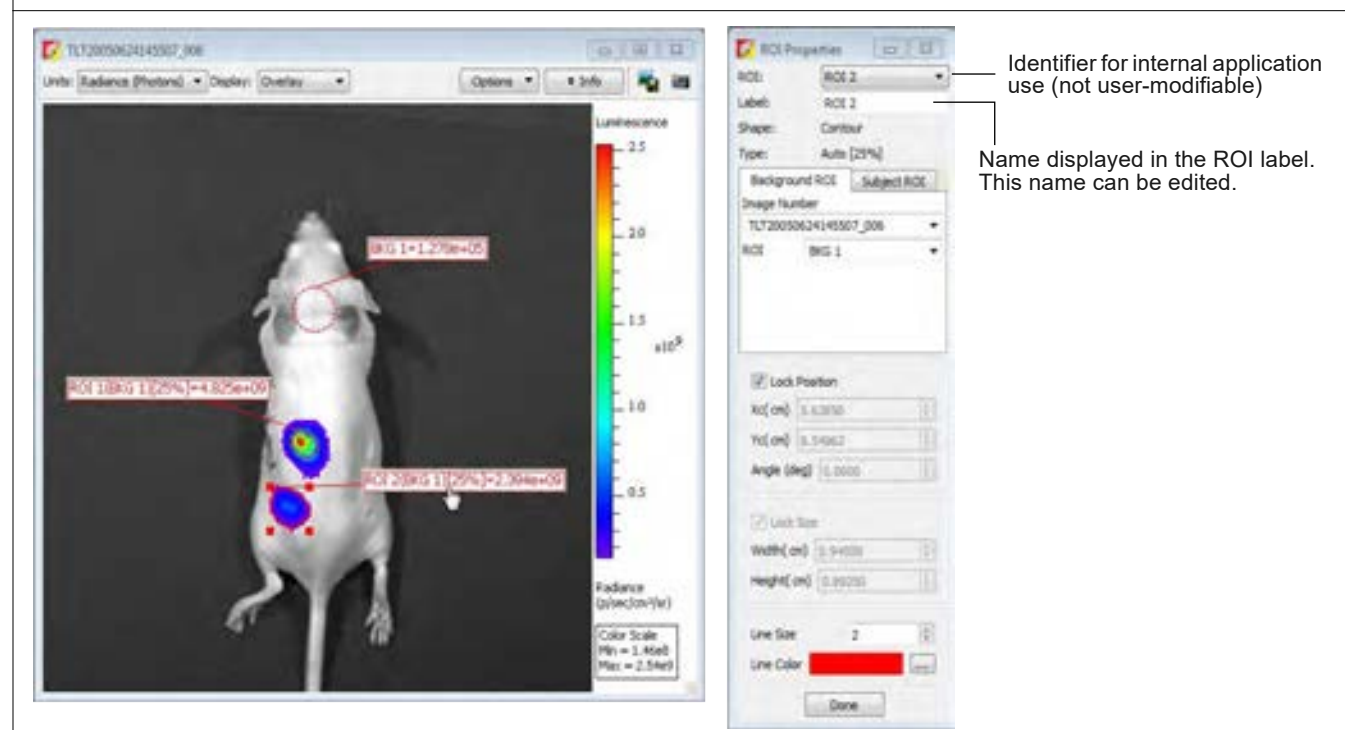 TLT20050624145507_006
Units: Radiance (Photons) Display: Overlay Options Info
Luminescence
2.5
2.0
1.5
x10⁹
1.0
0.5
BKG 1=1.270e+05
ROI 1(BKG 1)[25%]=4.825e+09
ROI 2(BKG 1)[25%]=2.394e+09
Radiance
(p/sec/cm²/sr)
Color Scale
Min = 1.46e8
Max = 2.54e9
ROI Properties
ROI: ROI 2
Label: ROI 2
Shape: Contour
Type: Auto [25%]
Background ROI Subject ROI
Image Number
TLT20050624145507_006
ROI BKG 1
Lock Position
Xc( cm)
Yc( cm)
Angle (deg) 0.0000
Lock Size
Width( cm)
Height( cm)
Line Size 2
Line Color ...
Done
Identifier for internal application
use (not user-modifiable)
Name displayed in the ROI label.
This name can be edited.